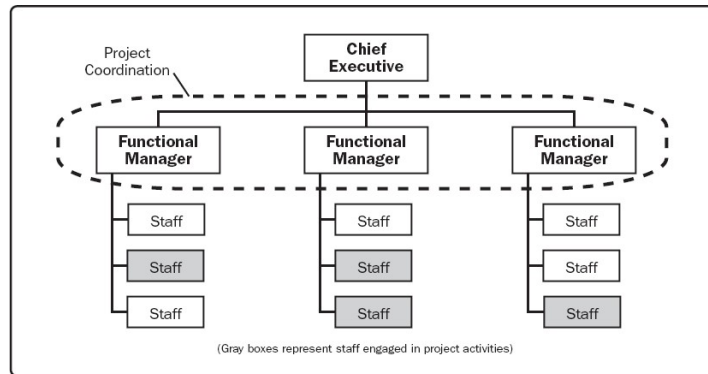 Project
Coordination
Chief
Executive
Functional
Manager
Functional
Manager
Functional
Manager
Staff
Staff
Staff
Staff
Staff
Staff
Staff
Staff
Staff
(Gray boxes represent staff engaged in project activities)